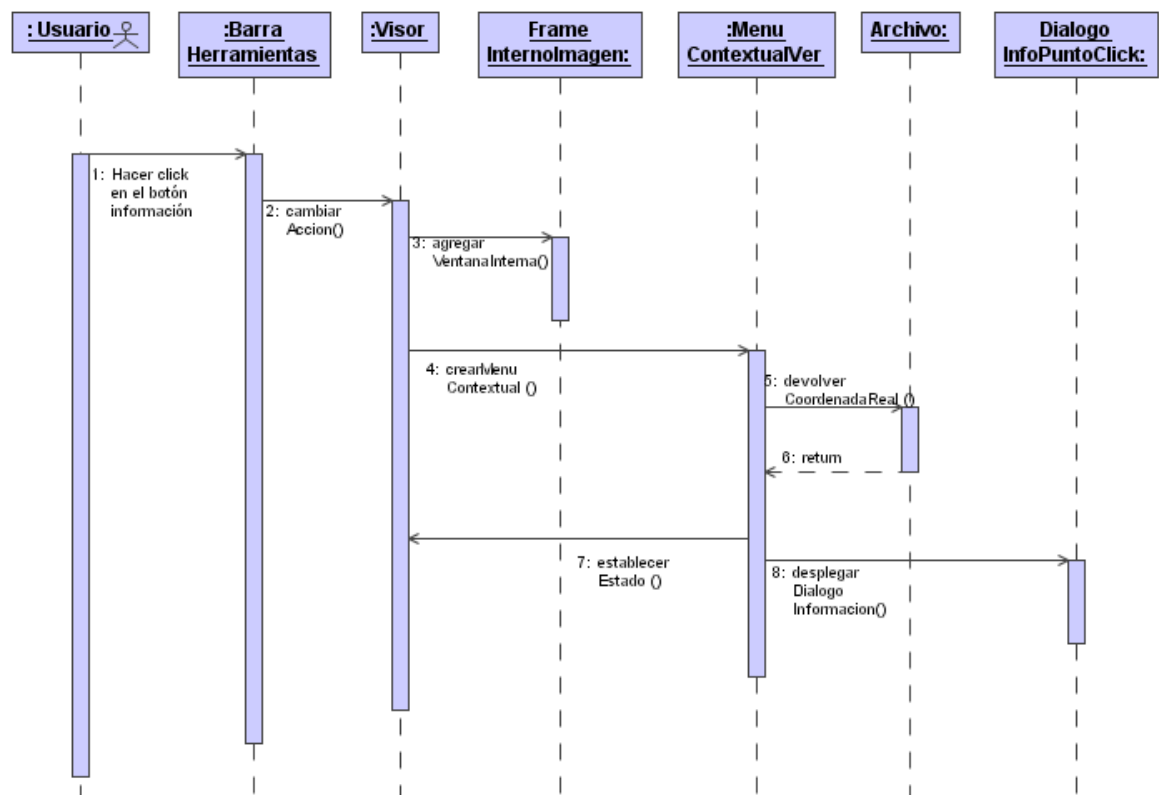 : Usuario
:Barra
Herramientas
:Visor
Frame
InternoImagen:
:Menu
ContextualVer
Archivo:
Dialogo
InfoPuntoClick:
1: Hacer click
en el botón
información
2: cambiar
Accion()
3: agregar
VentanaInterna()
4: crearMenu
Contextual ()
5: devolver
CoordenadaReal ()
6: return
7: establecer
Estado ()
8: desplegar
Dialogo
Informacion()